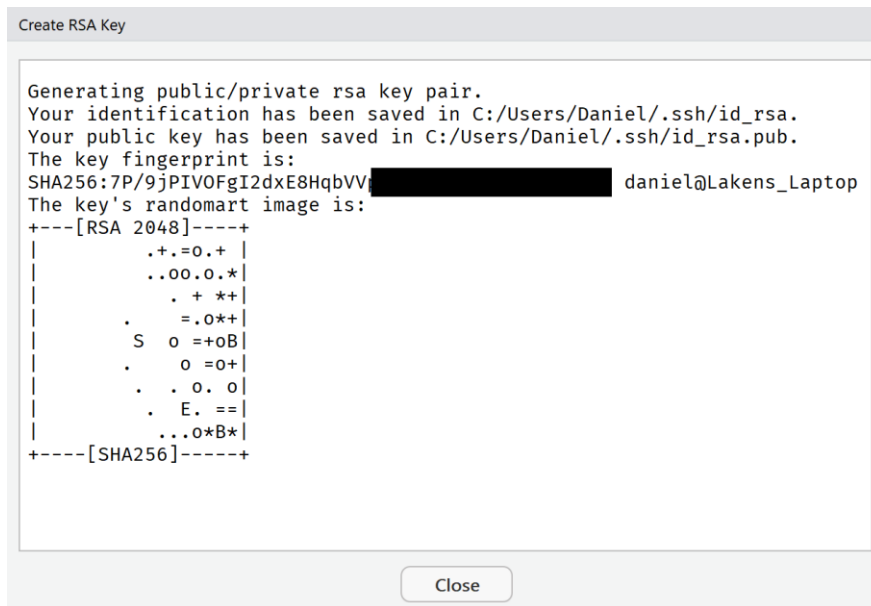 Create RSA Key
Generating public/private rsa key pair.
Your identification has been saved in C:/Users/Daniel/.ssh/id_rsa.
Your public key has been saved in C:/Users/Daniel/.ssh/id_rsa.pub.
The key fingerprint is:
SHA256:7P/9jPIVOFgI2dxE8HqbVV daniel@Lakens_Laptop
The key's randomart image is:
+---[RSA 2048]----+
|        .+.=o.+ |
|        ..oo.o.*|
|          . + *+|
|      .    =.o*+|
|       S  o =+oB|
|      .    o =o+|
|       .  . o. o|
|        .  E. ==|
|         ...o*B*|
+----[SHA256]-----+
Close